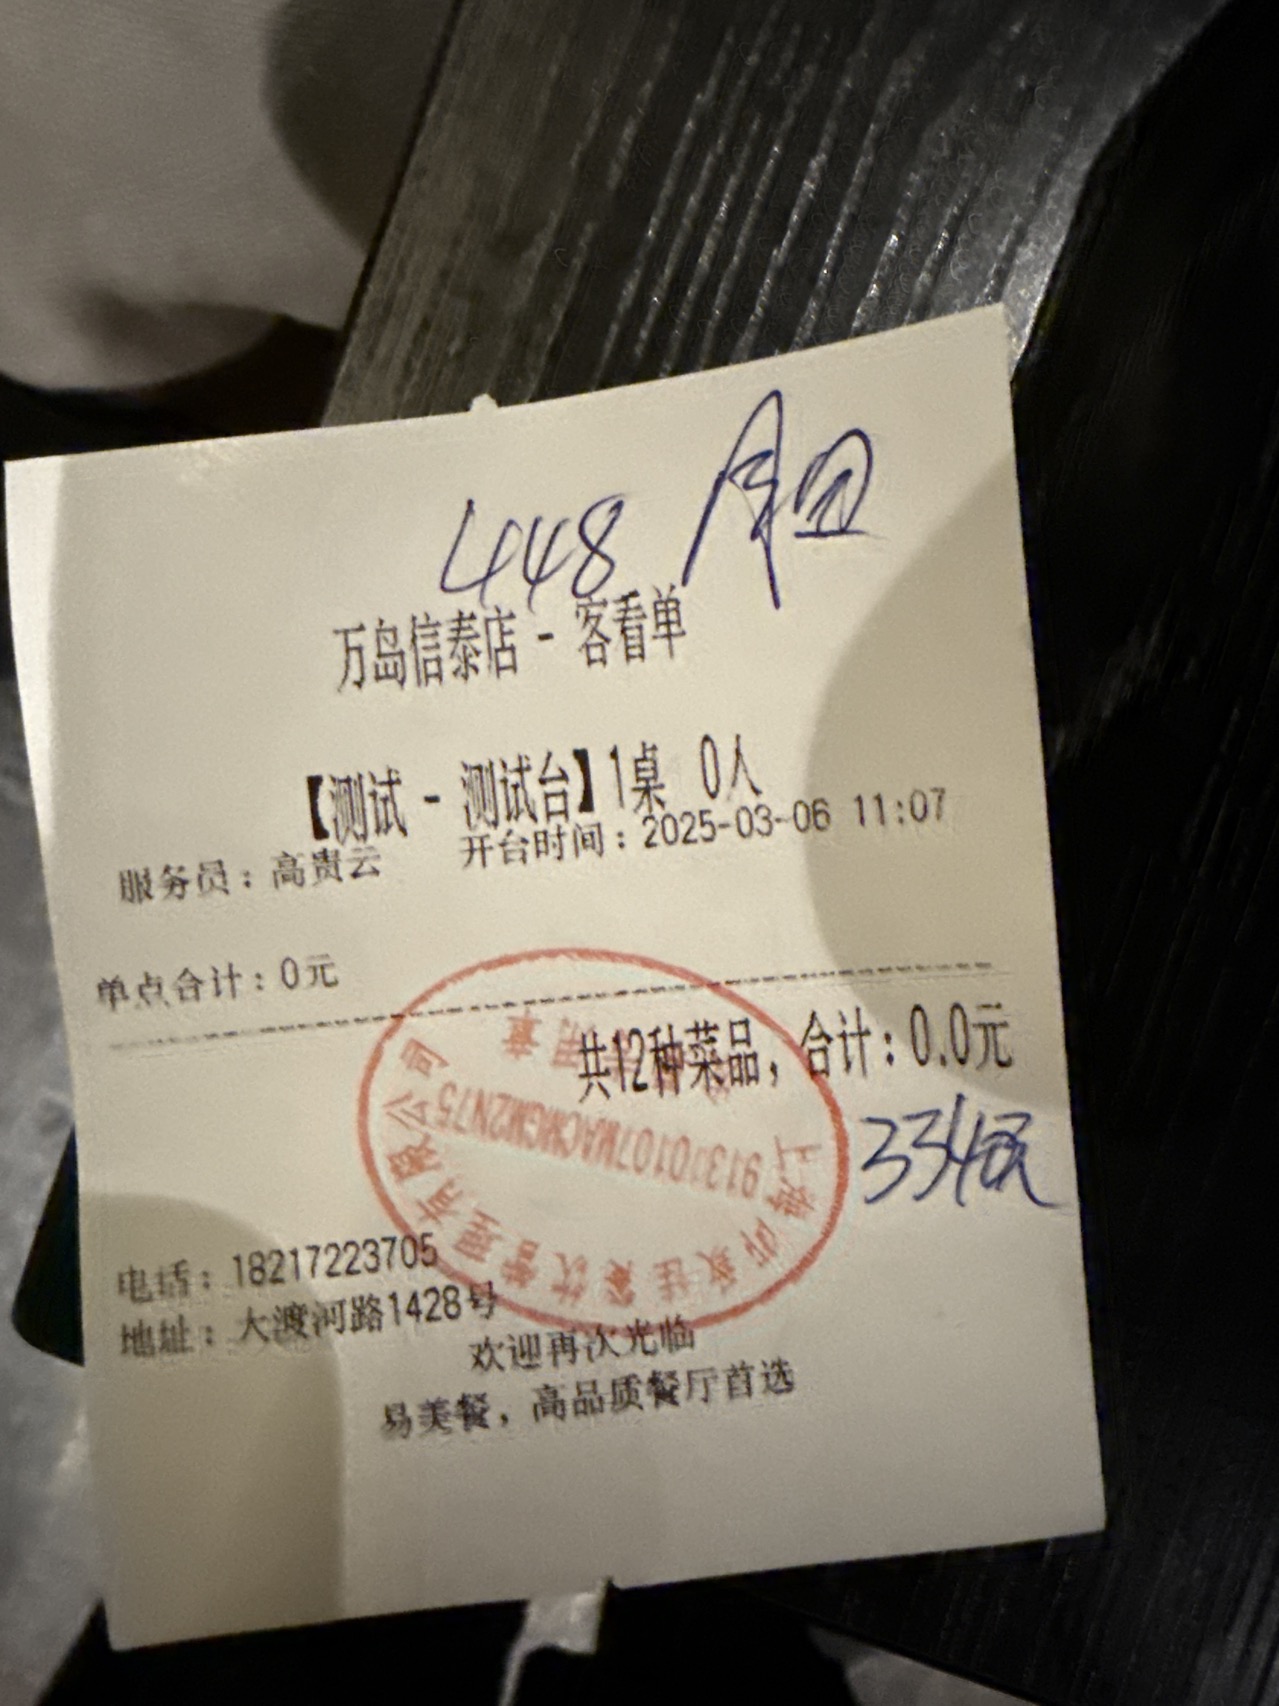 448
万岛信泰店 - 客看单
【测试 - 测试台】1桌 0人
服务员：高贵云 开台时间：2025-03-06 11:07
单点合计：0元
共12种菜品，合计：0.0元
334
电话：18217223705
地址：大渡河路1428号
欢迎再次光临
易美餐，高品质餐厅首选
91310107MACMGM2N75